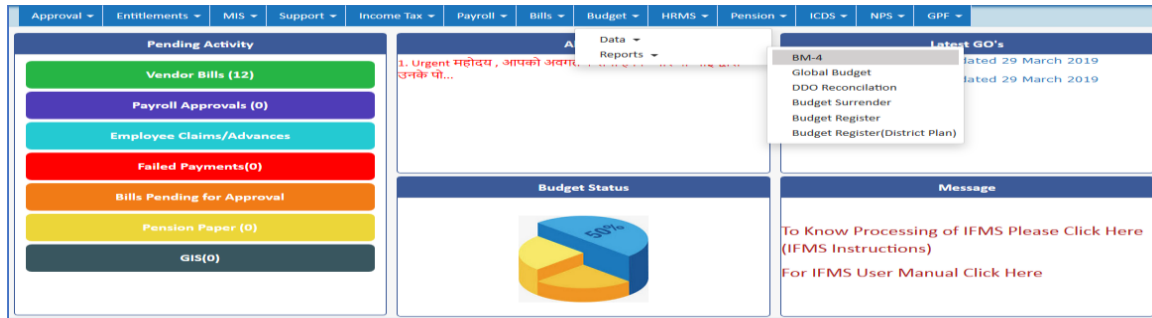 Approval Entitlements MIS Support Income Tax Payroll Bills Budget HRMS Pension ICDS NPS GPF
Pending Activity
Vendor Bills (12)
Payroll Approvals (0)
Employee Claims/Advances
Failed Payments(0)
Bills Pending for Approval
Pension Paper (0)
GIS(0)
1. Urgent महोदय , आपको
उनके पो...
Data
Reports
BM-4
Global Budget
DDO Reconcilation
Budget Surrender
Budget Register
Budget Register(District Plan)
Latest GO's
ated 29 March 2019
ated 29 March 2019
Budget Status
50%
Message
To Know Processing of IFMS Please Click Here
(IFMS Instructions)
For IFMS User Manual Click Here